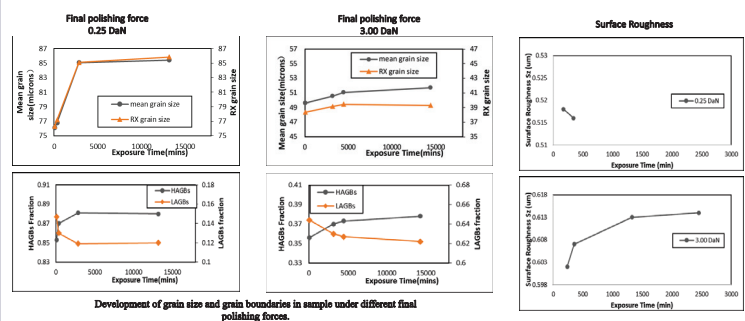 Final polishing force
0.25 DaN
Final polishing force
3.00 DaN
Surface Roughness
Mean grain size(microns)
87
85
83
81
79
77
75
mean grain size
RX grain size
87
85
83
81
79
77
75
RX grain size
0
5000
10000
15000
Exposure Time(mins)
Mean grain size(microns)
57
55
53
51
49
47
45
mean grain size
RX grain size
47
45
43
41
39
37
35
RX grain size
0
5000
10000
15000
Exposure Time(mins)
Suraface Roughness Sz (um)
0.53
0.525
0.52
0.515
0.51
0.25 DaN
0
500
1000
1500
2000
2500
3000
Exposure Time (min)
HAGBs Fraction
0.91
0.89
0.87
0.85
0.83
HAGBs
LAGBs
0.18
0.16
0.14
0.12
0.1
LAGBs Fraction
0
5000
10000
15000
Exposure Time(mins)
HAGBs Fraction
0.41
0.39
0.37
0.35
0.33
HAGBs
LAGBs
0.68
0.66
0.64
0.62
0.6
LAGBs fraction
0
5000
10000
15000
Exposure Time(mins)
Suraface Roughness Sz (um)
0.618
0.613
0.608
0.603
0.598
3.00 DaN
0
500
1000
1500
2000
2500
3000
Exposure Time (min)
Development of grain size and grain boundaries in sample under different final
polishing forces.